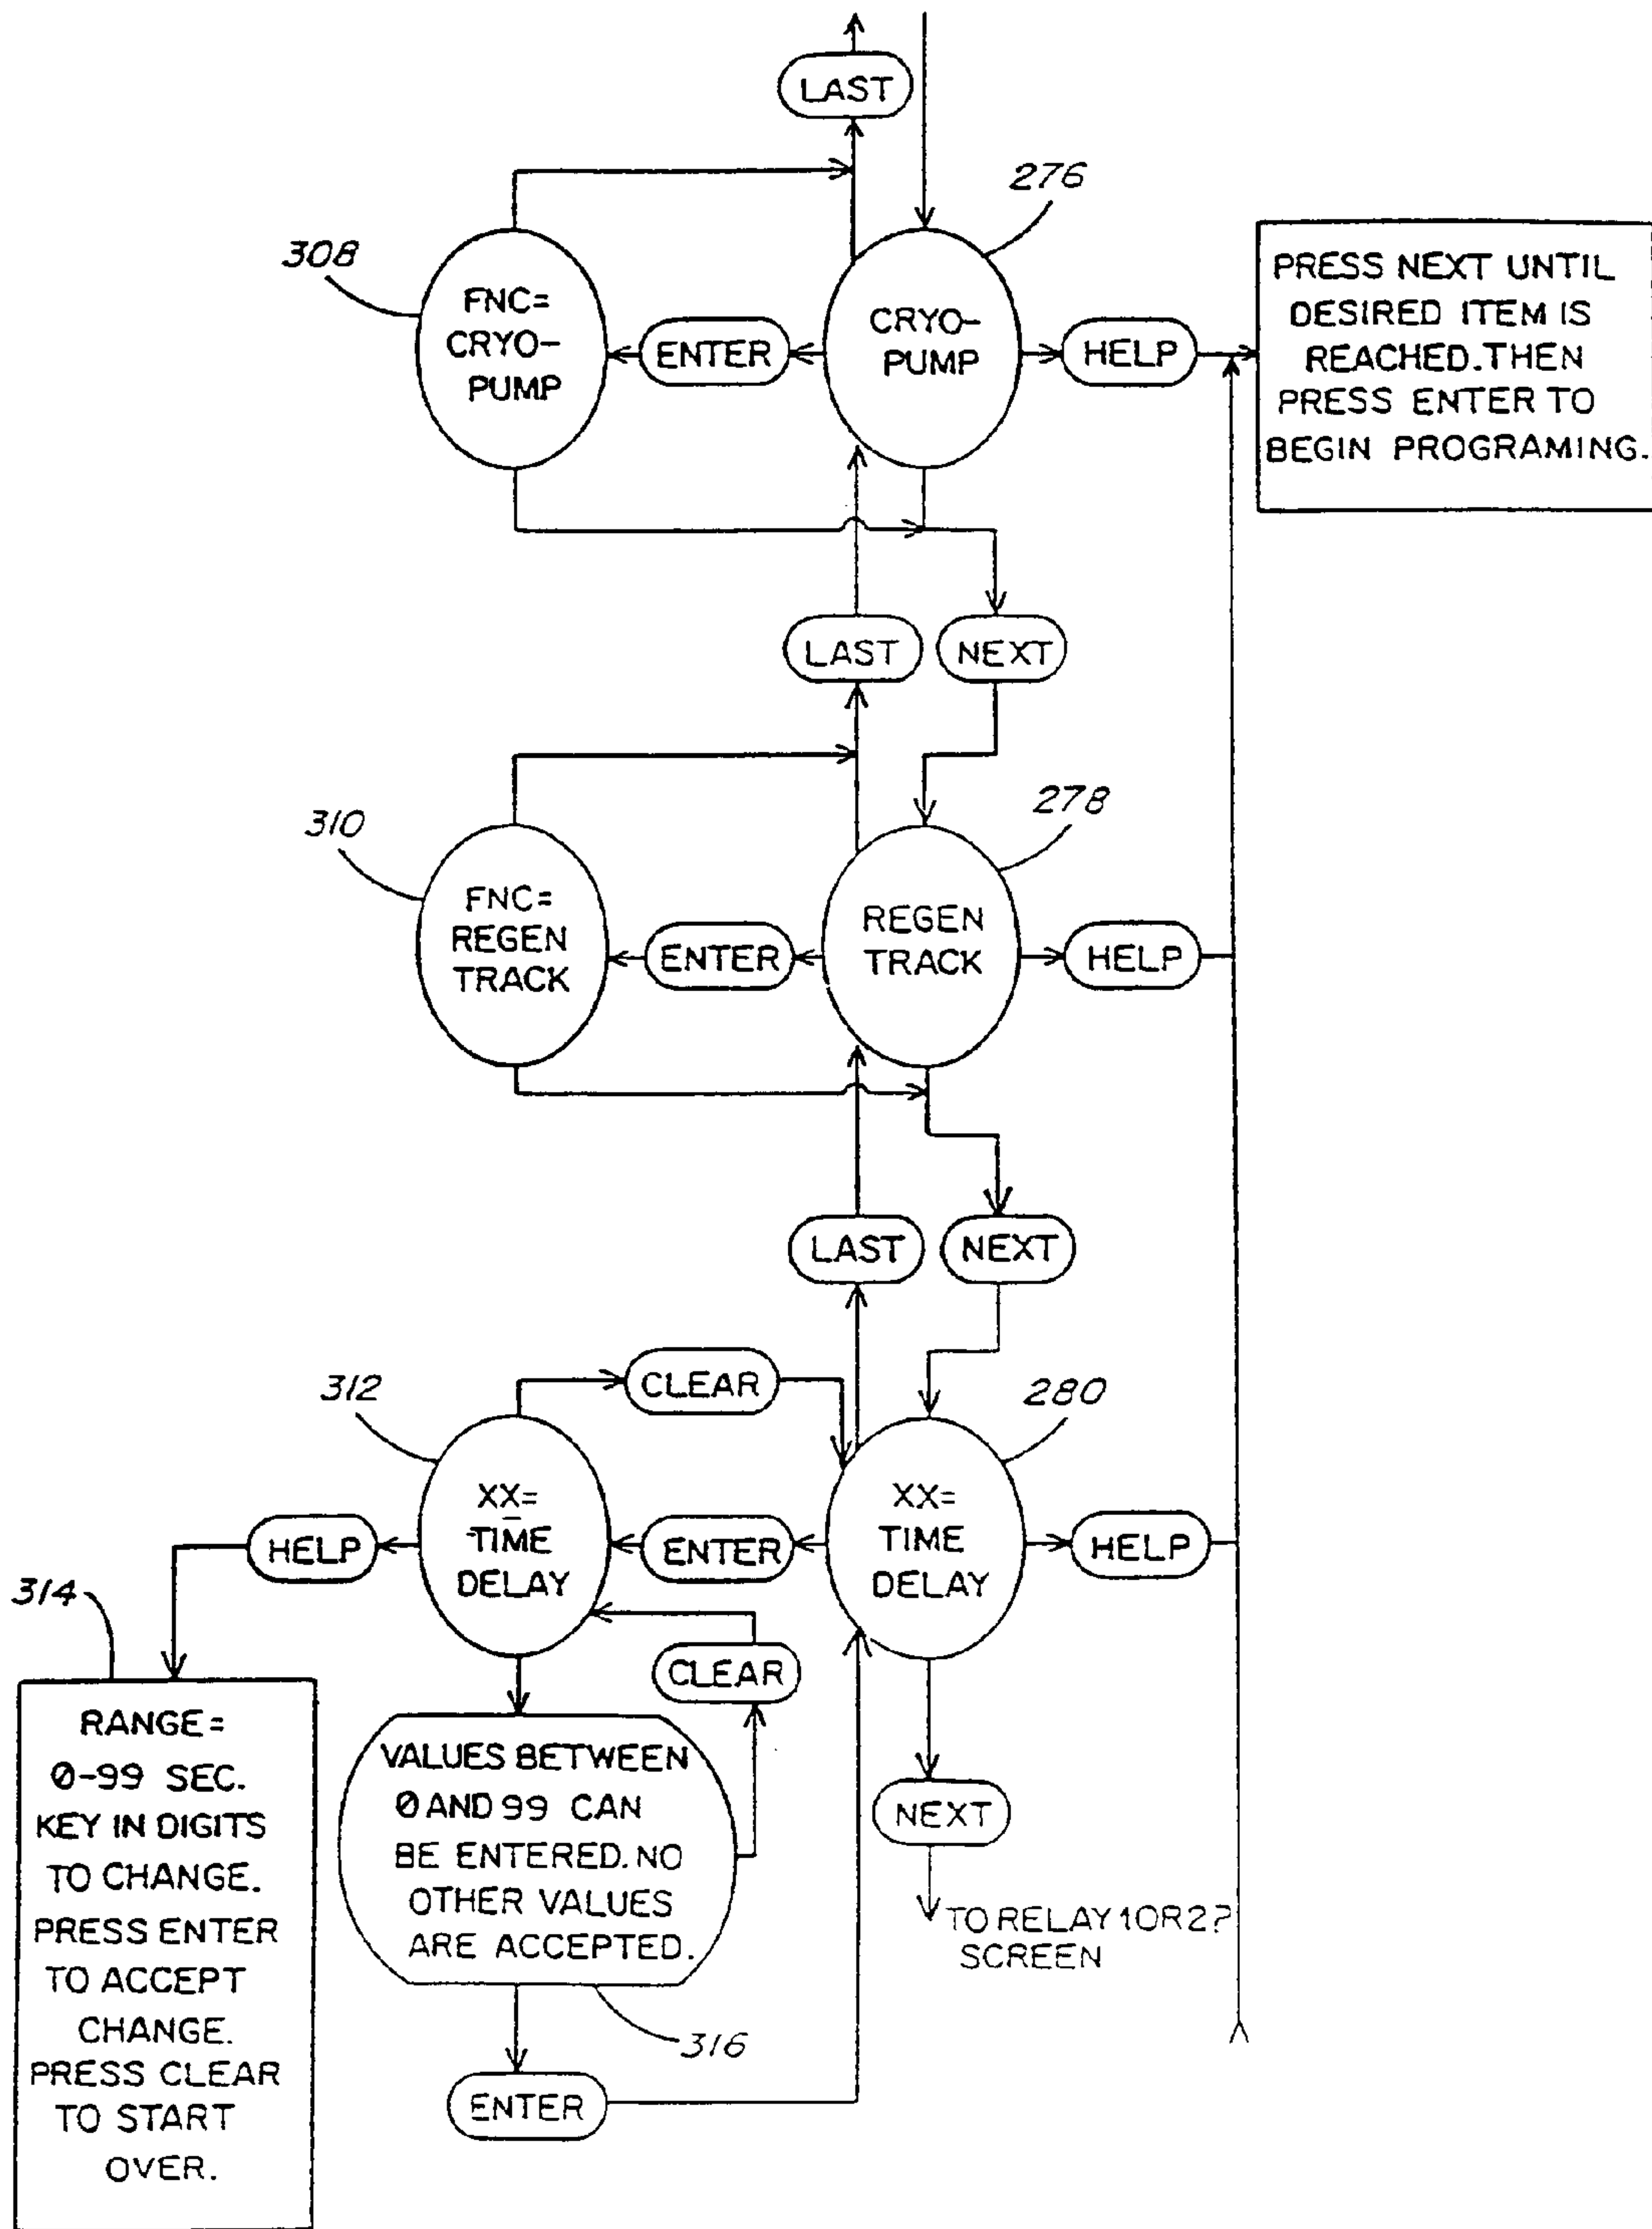 LAST
276
308
FNC=
CRYO-
PUMP
ENTER
CRYO-
PUMP
HELP
PRESS NEXT UNTIL
DESIRED ITEM IS
REACHED. THEN
PRESS ENTER TO
BEGIN PROGRAMING.
LAST
NEXT
278
310
FNC=
REGEN
TRACK
ENTER
REGEN
TRACK
HELP
LAST
NEXT
312
CLEAR
280
HELP
XX=
TIME
DELAY
ENTER
XX=
TIME
DELAY
HELP
314
CLEAR
RANGE=
0-99 SEC.
KEY IN DIGITS
TO CHANGE.
PRESS ENTER
TO ACCEPT
CHANGE.
PRESS CLEAR
TO START
OVER.
VALUES BETWEEN
0 AND 99 CAN
BE ENTERED. NO
OTHER VALUES
ARE ACCEPTED.
NEXT
TO RELAY 1OR2?
SCREEN
316
ENTER